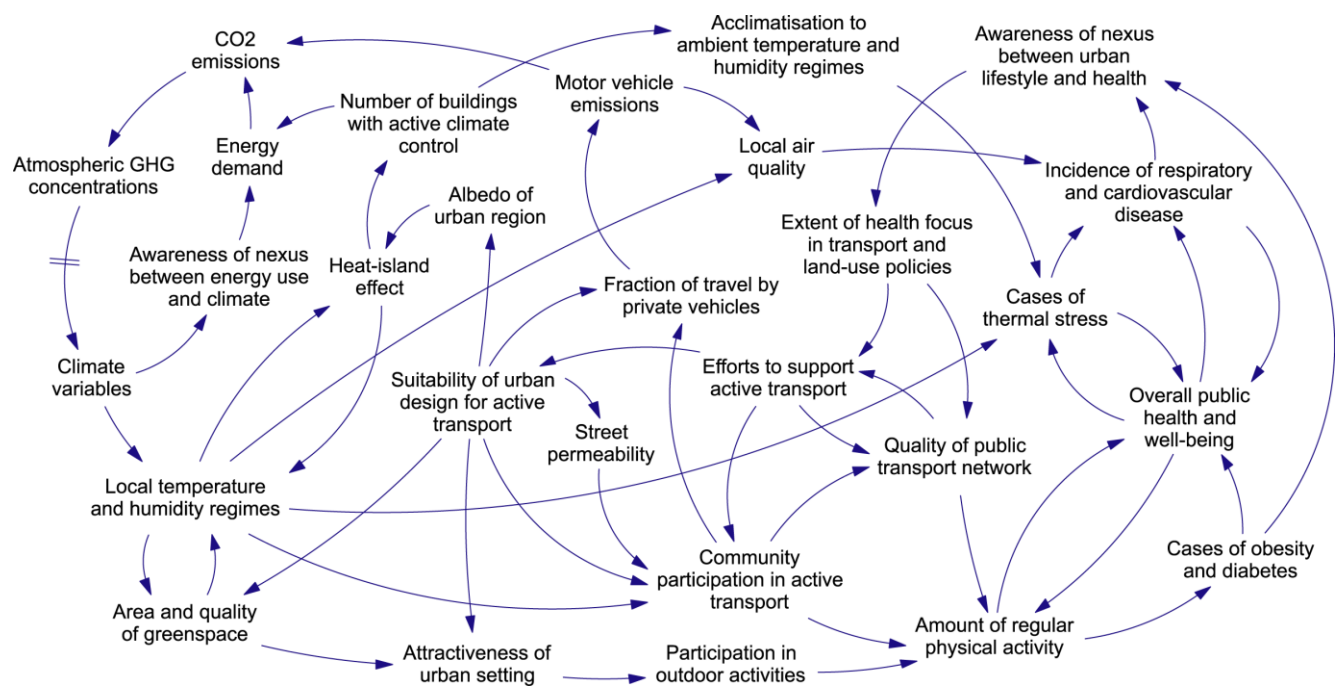 CO2
emissions
Acclimatisation to
ambient temperature and
humidity regimes
Awareness of nexus
between urban
lifestyle and health
Motor vehicle
emissions
Number of buildings
with active climate
control
Energy
demand
Local air
quality
Atmospheric GHG
concentrations
Incidence of respiratory
and cardiovascular
disease
Albedo of
urban region
Extent of health focus
in transport and
land-use policies
Awareness of nexus
between energy use
and climate
Heat-island
effect
Fraction of travel by
private vehicles
Cases of
thermal stress
Climate
variables
Suitability of urban
design for active
transport
Efforts to support
active transport
Overall public
health and
well-being
Street
permeability
Quality of public
transport network
Local temperature
and humidity regimes
Community
participation in active
transport
Cases of obesity
and diabetes
Area and quality
of greenspace
Amount of regular
physical activity
Attractiveness of
urban setting
Participation in
outdoor activities